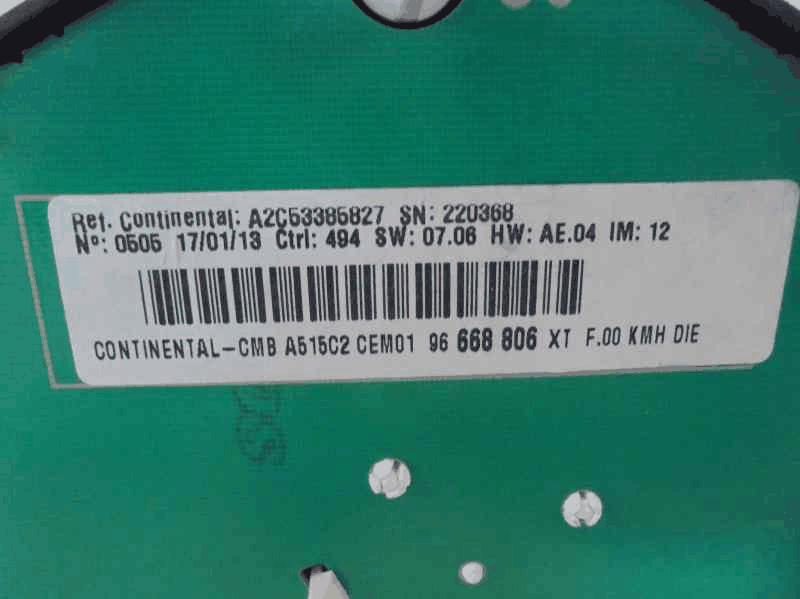 Ref. Continental: A2C53385827 SN: 220368
Nº: 0505 17/01/13 Ctrl: 494 SW: 07.06 HW: AE.04 IM: 12
CONTINENTAL-CMB A515C2 CEM01 96 668 806 XT F.00 KMH DIE